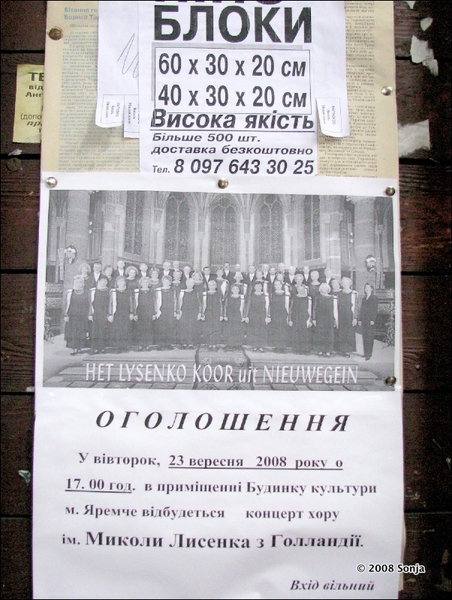 БЛОКИ
60 х 30 х 20 см
40 х 30 х 20 см
Висока якість
Більше 500 шт.
доставка безкоштовно
Тел. 8 097 643 30 25
HET LYSENKO KOOR uit NIEUWEGEIN
ОГОЛОШЕННЯ
У вівторок, 23 вересня 2008 року о
17. 00 год. в приміщенні Будинку культури
м. Яремче відбудеться концерт хору
ім. Миколи Лисенка з Голландії.
Вхід вільний
© 2008 Sonja